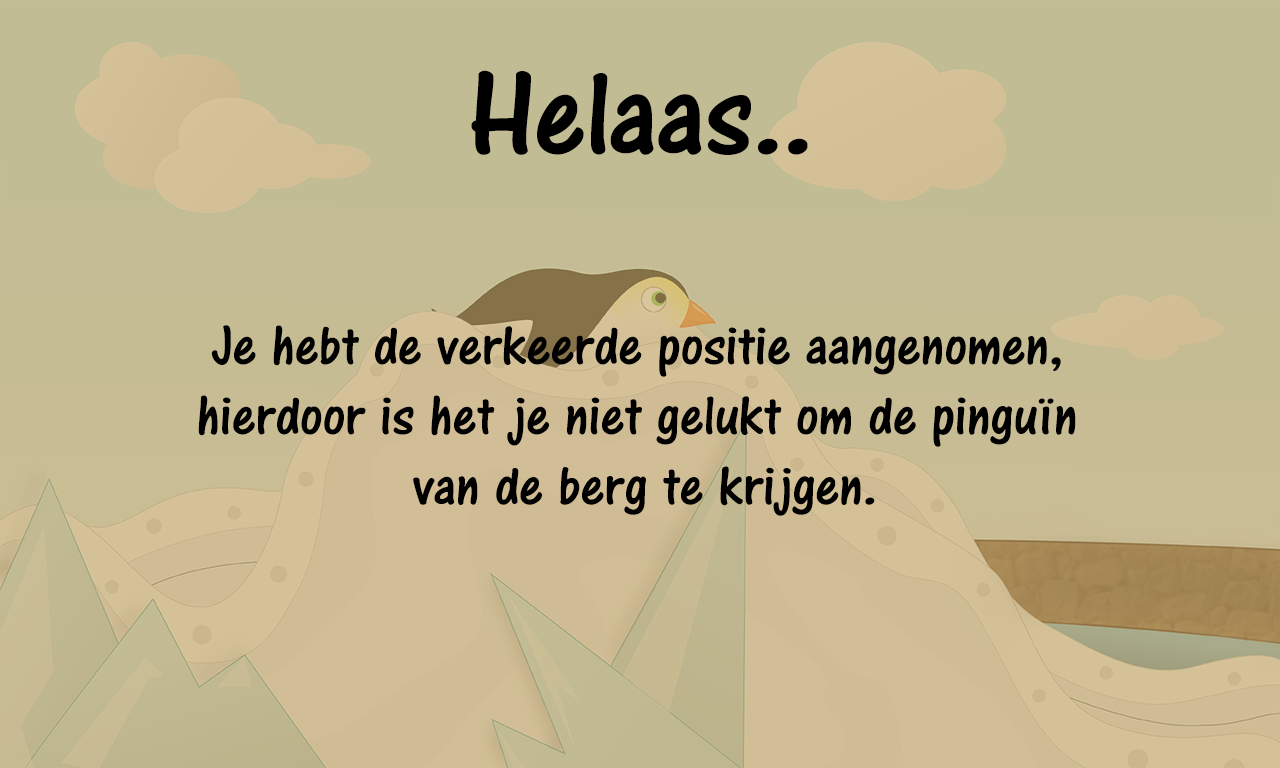 Helaas..
Je hebt de verkeerde positie aangenomen,
hierdoor is het je niet gelukt om de pinguïn
van de berg te krijgen.